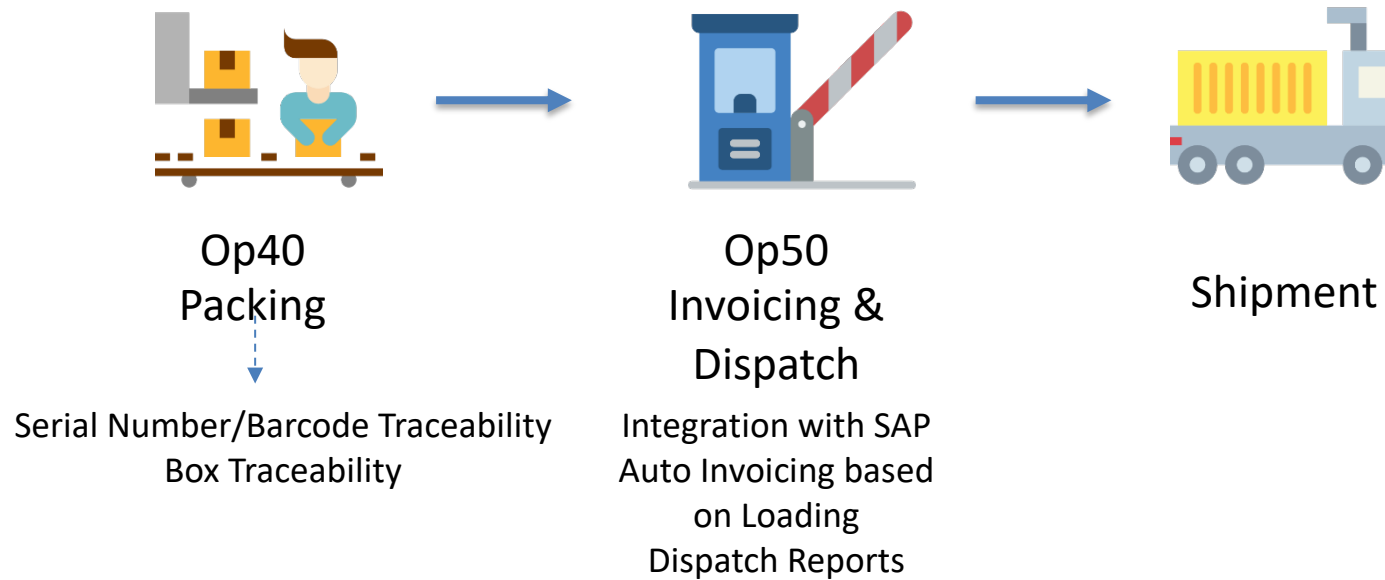 Op40
Packing
Serial Number/Barcode Traceability
Box Traceability
Op50
Invoicing &
Dispatch
Integration with SAP
Auto Invoicing based
on Loading
Dispatch Reports
Shipment